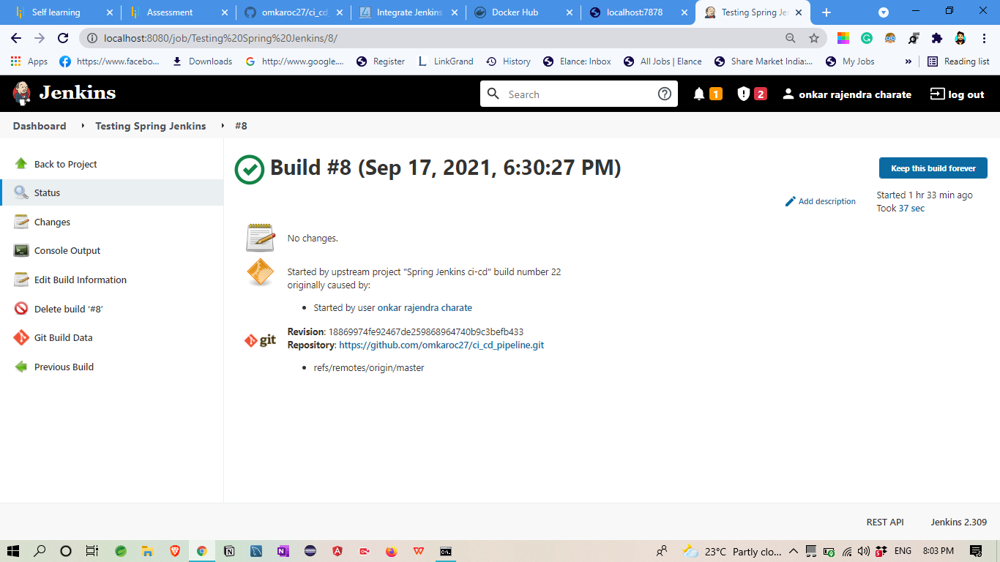 Self learning
Assessment
omkaroc27/ci_cd_
Integrate Jenkins
Docker Hub
localhost:7878
Testing Spring Je
localhost:8080/job/Testing%20Spring%20Jenkins/8/
Apps
https://www.facebo...
Downloads
http://www.google....
Register
LinkGrand
History
Elance: Inbox
All Jobs | Elance
Share Market India:...
My Jobs
»
Reading list
Jenkins
Search
1
2
onkar rajendra charate
log out
Dashboard
Testing Spring Jenkins
#8
Back to Project
Status
Changes
Console Output
Edit Build Information
Delete build ‘#8’
Git Build Data
Previous Build
Build #8 (Sep 17, 2021, 6:30:27 PM)
Keep this build forever
Add description
Started 1 hr 33 min ago
Took 37 sec
No changes.
Started by upstream project "Spring Jenkins ci-cd" build number 22
originally caused by:
• Started by user onkar rajendra charate
git
Revision: 18869974fe92467de259868964740b9c3befb433
Repository: https://github.com/omkaroc27/ci_cd_pipeline.git
• refs/remotes/origin/master
REST API
Jenkins 2.309
23°C Partly clo...
ENG
8:03 PM